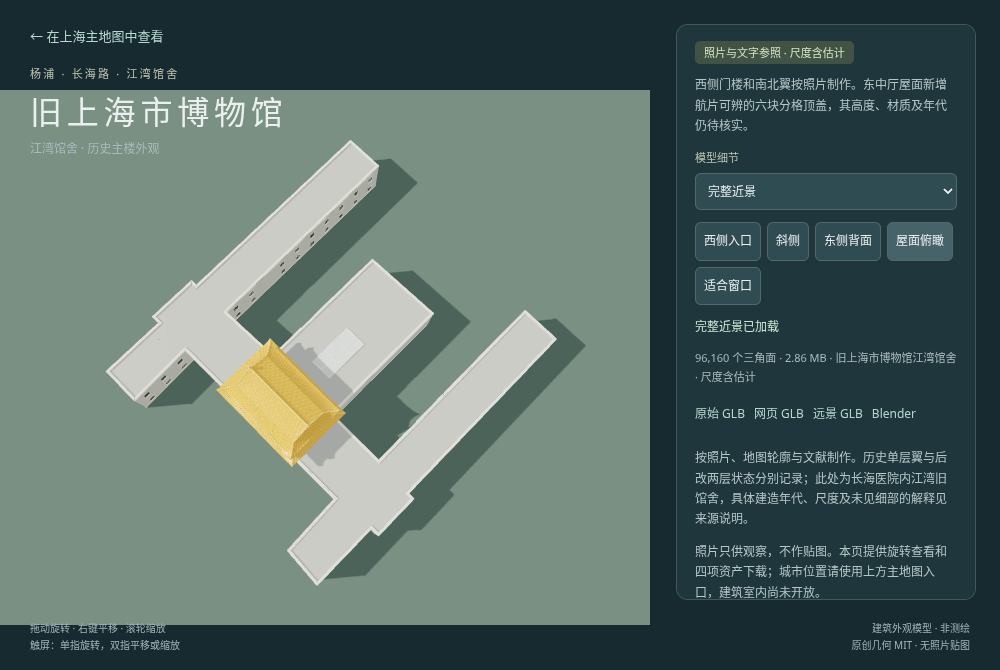 ← 在上海主地图中查看
杨浦 · 长海路 · 江湾馆舍
旧上海市博物馆
江湾馆舍 · 历史主楼外观
照片与文字参照 · 尺度含估计
西侧门楼和南北翼按照片制作。东中厅屋面新增
航片可辨的六块分格顶盖，其高度、材质及年代
仍待核实。
模型细节
完整近景
西侧入口
斜侧
东侧背面
屋面俯瞰
适合窗口
完整近景已加载
96,160 个三角面 · 2.86 MB · 旧上海市博物馆江湾馆舍
· 尺度含估计
原始 GLB 网页 GLB 远景 GLB Blender
按照片、地图轮廓与文献制作。历史单层翼与后
改两层状态分别记录；此处为长海医院内江湾旧
馆舍，具体建造年代、尺度及未见细部的解释见
来源说明。
照片只供观察，不作贴图。本页提供旋转查看和
四项资产下载；城市位置请使用上方主地图入
口，建筑室内尚未开放。
拖动旋转 · 右键平移 · 滚轮缩放
触屏：单指旋转，双指平移或缩放
建筑外观模型 · 非测绘
原创几何 MIT · 无照片贴图